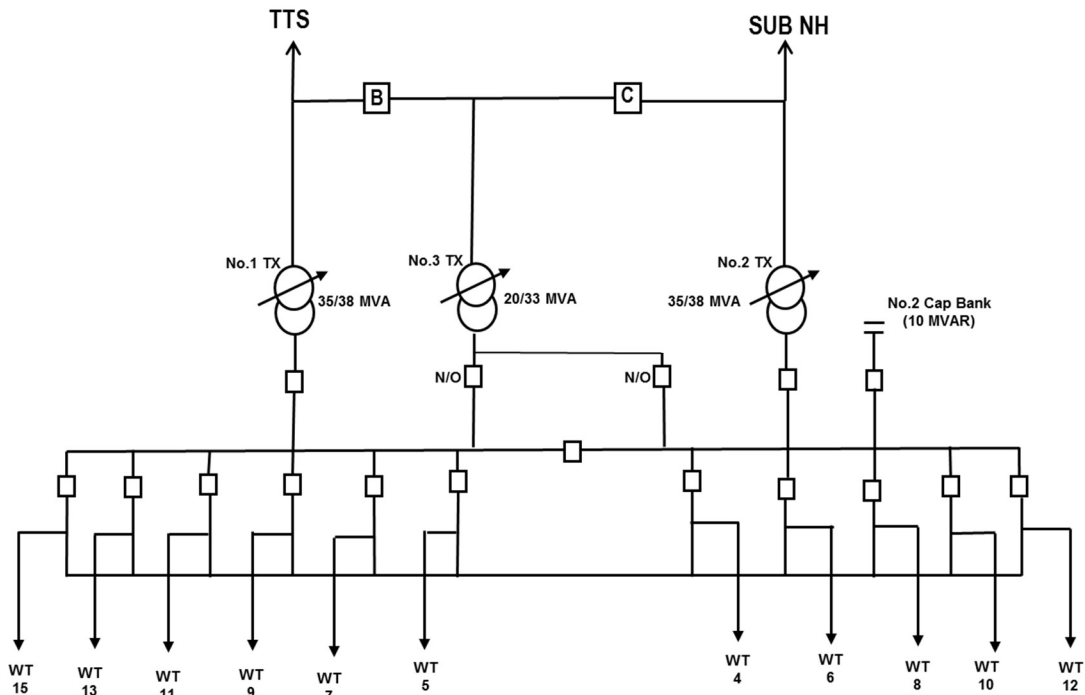 TTS
SUB NH
B
C
No.1 TX
35/38 MVA
No.3 TX
20/33 MVA
No.2 TX
35/38 MVA
No.2 Cap Bank
(10 MVAR)
N/O
N/O
WT
15
WT
13
WT
11
WT
9
WT
7
WT
5
WT
4
WT
6
WT
8
WT
10
WT
12